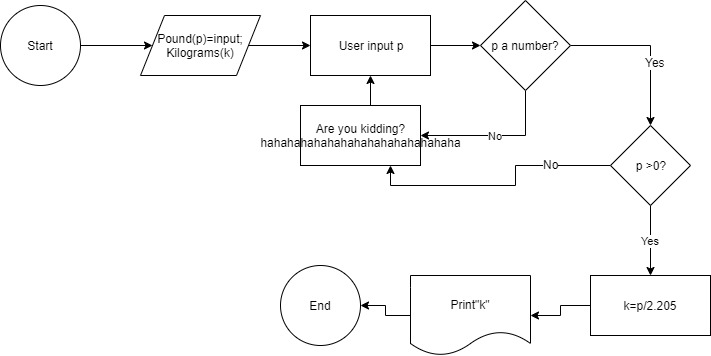 Start
Pound(p)=input;
Kilograms(k)
User input p
p a number?
Yes
No
Are you kidding?
hahahahahahahahahahahahahahaha
No
p >0?
Yes
k=p/2.205
Print"k"
End